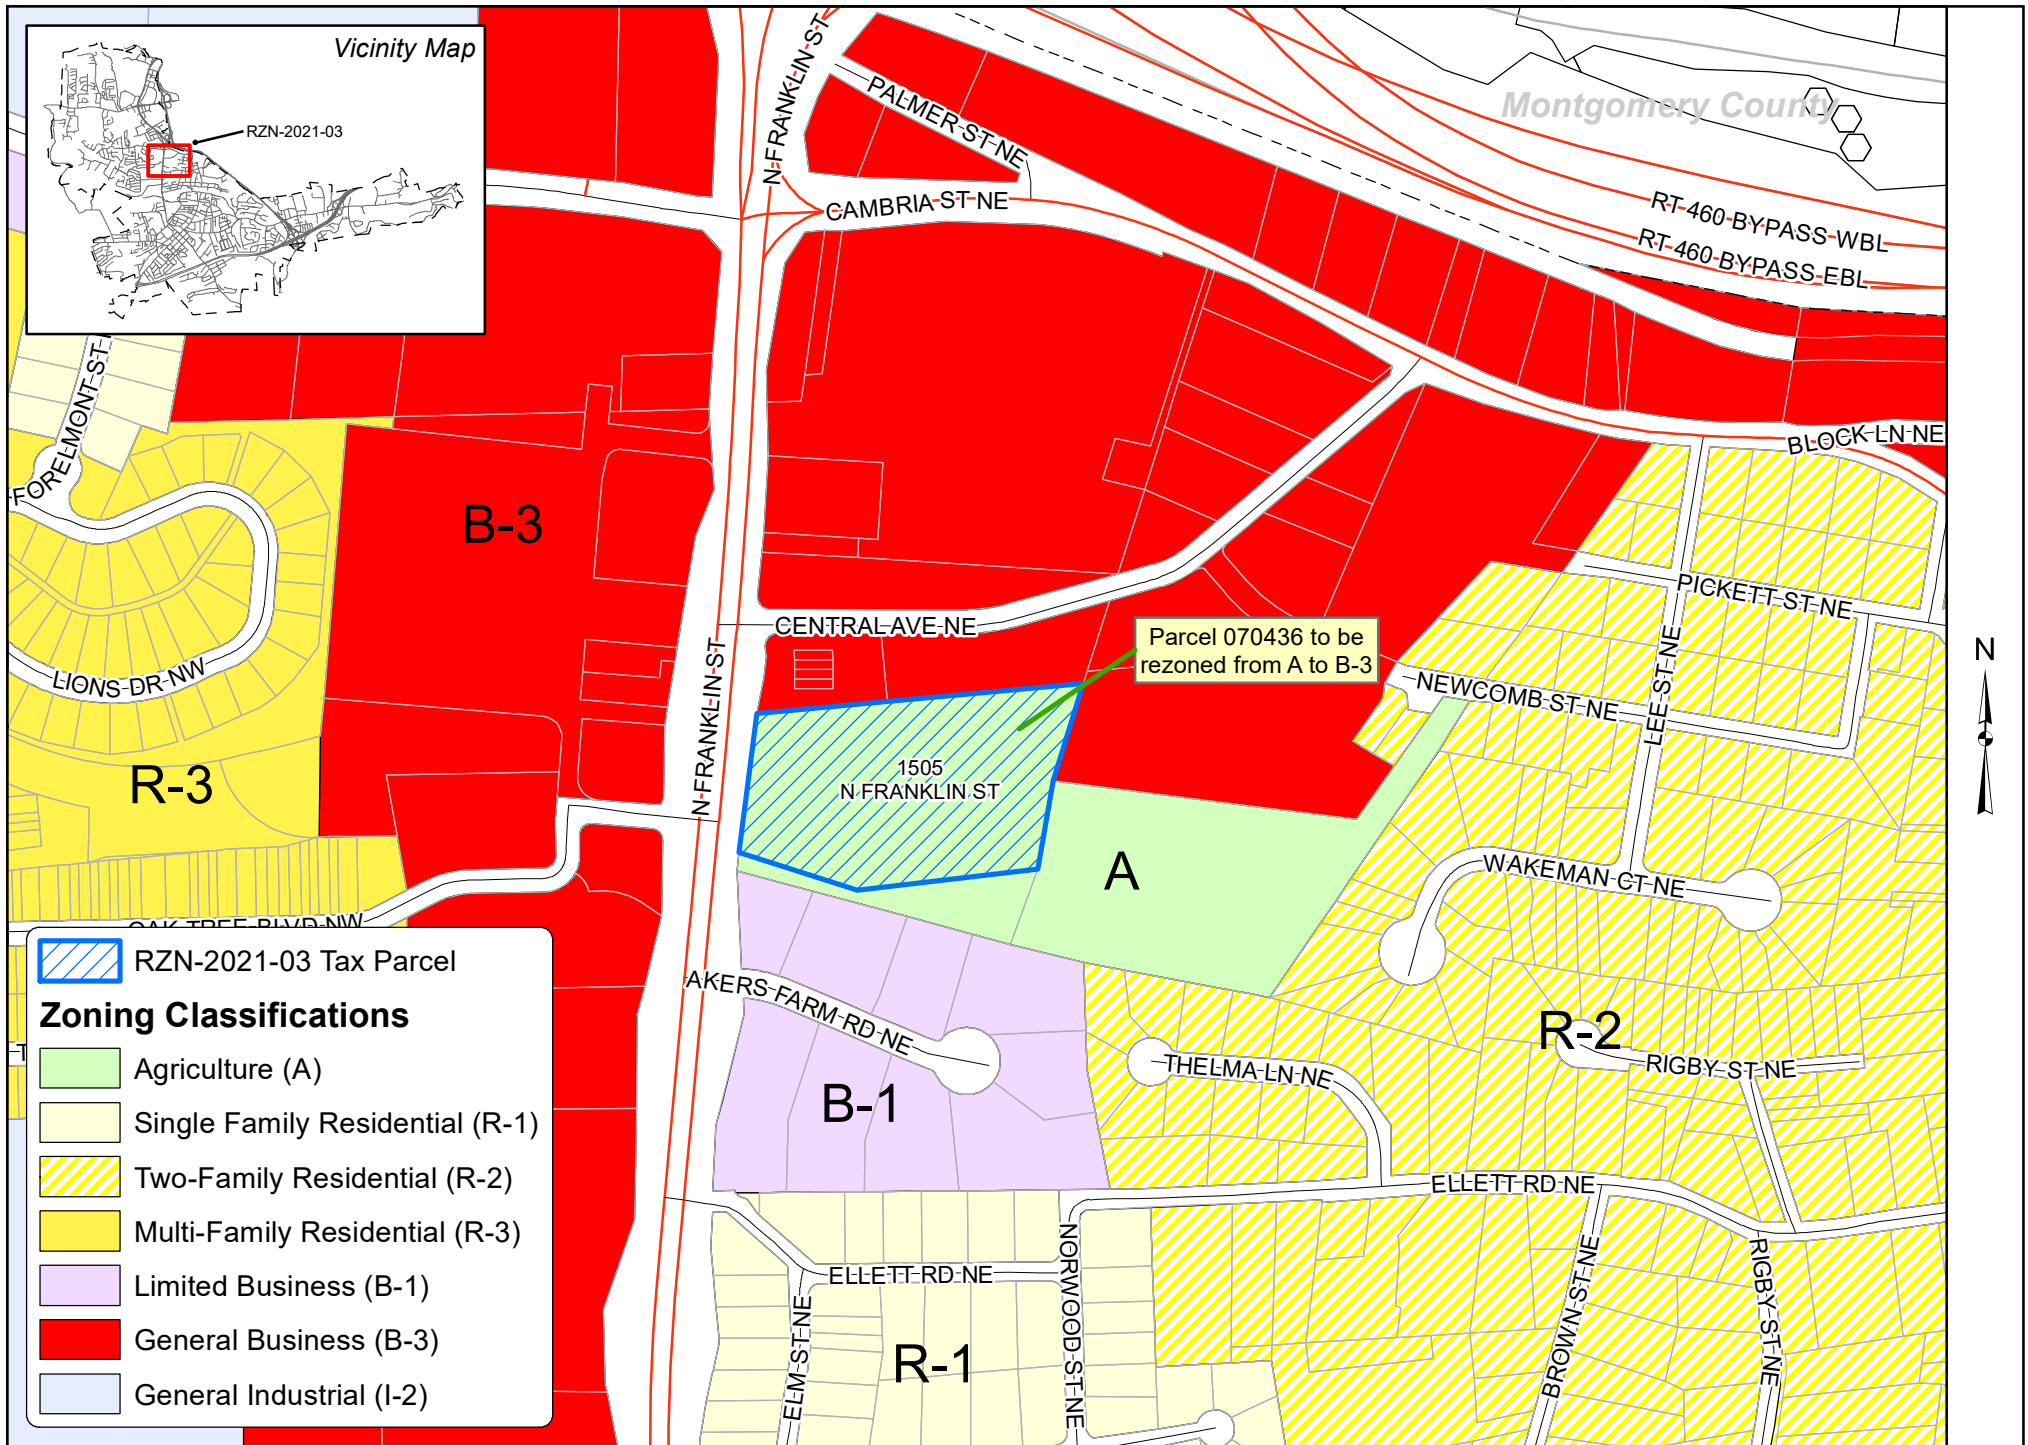 Vicinity Map
RZN-2021-03
Montgomery County
N FRANKLIN ST
PALMER ST NE
CAMBRIA ST NE
RT 460 BYPASS WBL
RT 460 BYPASS EBL
BLOCK LN NE
FORELMONT ST
B-3
PICKETT ST NE
CENTRAL AVE NE
Parcel 070436 to be
rezoned from A to B-3
N
LIONS DR NW
N FRANKLIN ST
NEWCOMB ST NE
LEE ST NE
R-3
1505
N FRANKLIN ST
A
WAKEMAN CT NE
OAK TREE BLVD NW
AKERS FARM RD NE
R-2
THELMA LN NE
RIGBY ST NE
B-1
ELLETT RD NE
ELLETT RD NE
NORWOOD ST NE
ELM ST NE
R-1
BROWN ST NE
RIGBY ST NE
RZN-2021-03 Tax Parcel
Zoning Classifications
Agriculture (A)
Single Family Residential (R-1)
Two-Family Residential (R-2)
Multi-Family Residential (R-3)
Limited Business (B-1)
General Business (B-3)
General Industrial (I-2)